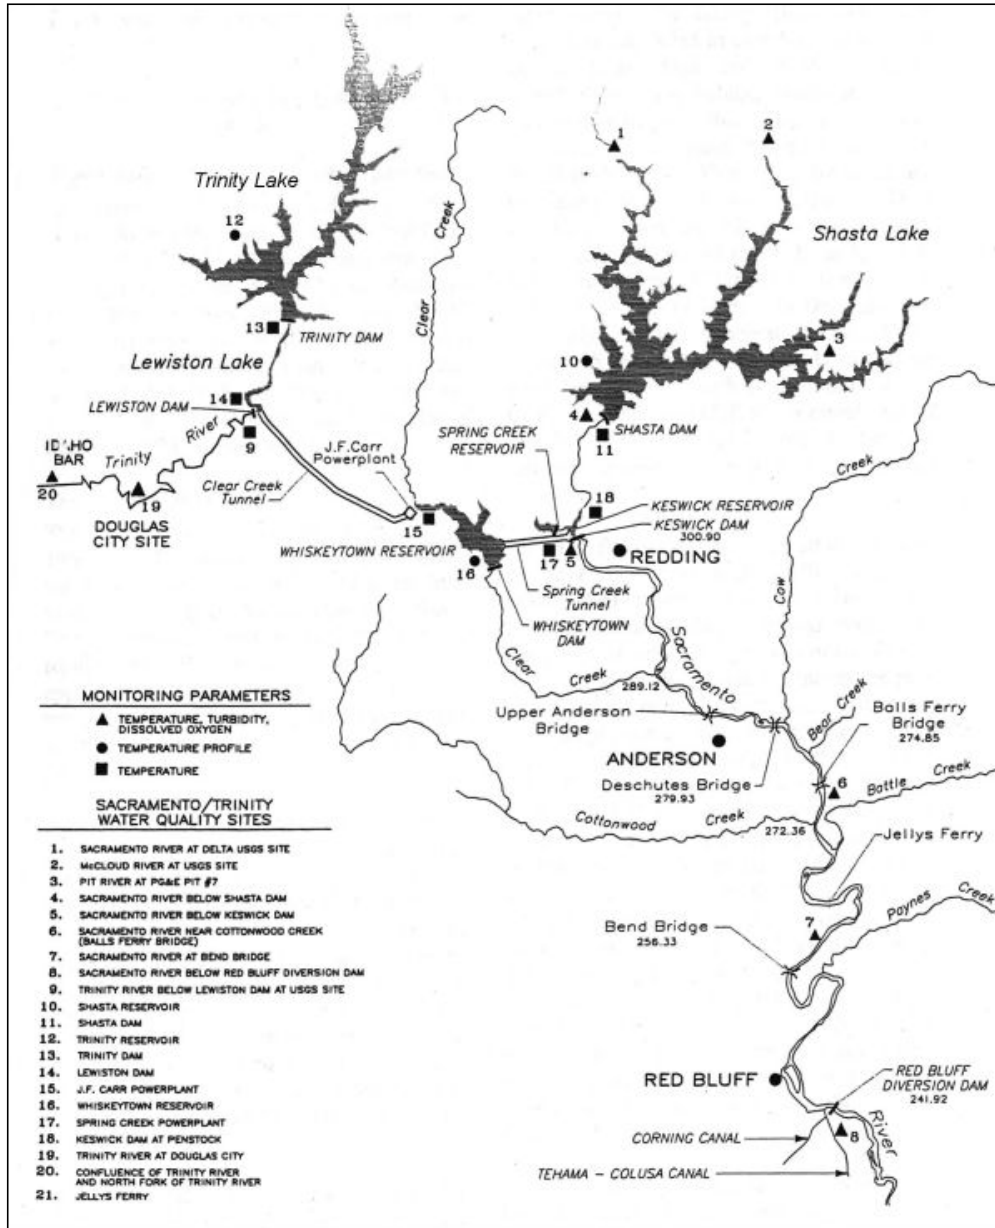 Trinity Lake
12
13
TRINITY DAM
Lewiston Lake
14
LEWISTON DAM
River
9
Trinity
20
19
DOUGLAS
CITY SITE
Clear Creek
Tunnel
J.F.Carr
Powerplant
15
Creek
Clear
1
2
Shasta Lake
3
10
4
SHASTA DAM
11
SPRING CREEK
RESERVOIR
18
KESWICK RESERVOIR
KESWICK DAM
300.90
WHISKEYTOWN RESERVOIR
16
17
5
REDDING
Spring Creek
Tunnel
WHISKEYTOWN
DAM
Creek
Cow
Clear
Creek
289.12
Sacramento
Upper Anderson
Bridge
ANDERSON
Deschutes Bridge
279.93
Bear Creek
Balls Ferry
Bridge
274.85
6
Battle
Creek
Cottonwood
Creek
272.36
Jellys Ferry
Paynes
Creek
7
Bend Bridge
256.33
RED BLUFF
RED BLUFF
DIVERSION DAM
241.92
River
8
CORNING CANAL
TEHAMA – COLUSA CANAL
MONITORING PARAMETERS
TEMPERATURE, TURBIDITY,
DISSOLVED OXYGEN
TEMPERATURE PROFILE
TEMPERATURE
SACRAMENTO/TRINITY
WATER QUALITY SITES
1. SACRAMENTO RIVER AT DELTA USGS SITE
2. McCLOUD RIVER AT USGS SITE
3. PIT RIVER AT PG&E PIT #7
4. SACRAMENTO RIVER BELOW SHASTA DAM
5. SACRAMENTO RIVER BELOW KESWICK DAM
6. SACRAMENTO RIVER NEAR COTTONWOOD CREEK
(BALLS FERRY BRIDGE)
7. SACRAMENTO RIVER AT BEND BRIDGE
8. SACRAMENTO RIVER BELOW RED BLUFF DIVERSION DAM
9. TRINITY RIVER BELOW LEWISTON DAM AT USGS SITE
10. SHASTA RESERVOIR
11. SHASTA DAM
12. TRINITY RESERVOIR
13. TRINITY DAM
14. LEWISTON DAM
15. J.F. CARR POWERPLANT
16. WHISKEYTOWN RESERVOIR
17. SPRING CREEK POWERPLANT
18. KESWICK DAM AT PENSTOCK
19. TRINITY RIVER AT DOUGLAS CITY
20. CONFLUENCE OF TRINITY RIVER
AND NORTH FORK OF TRINITY RIVER
21. JELLYS FERRY